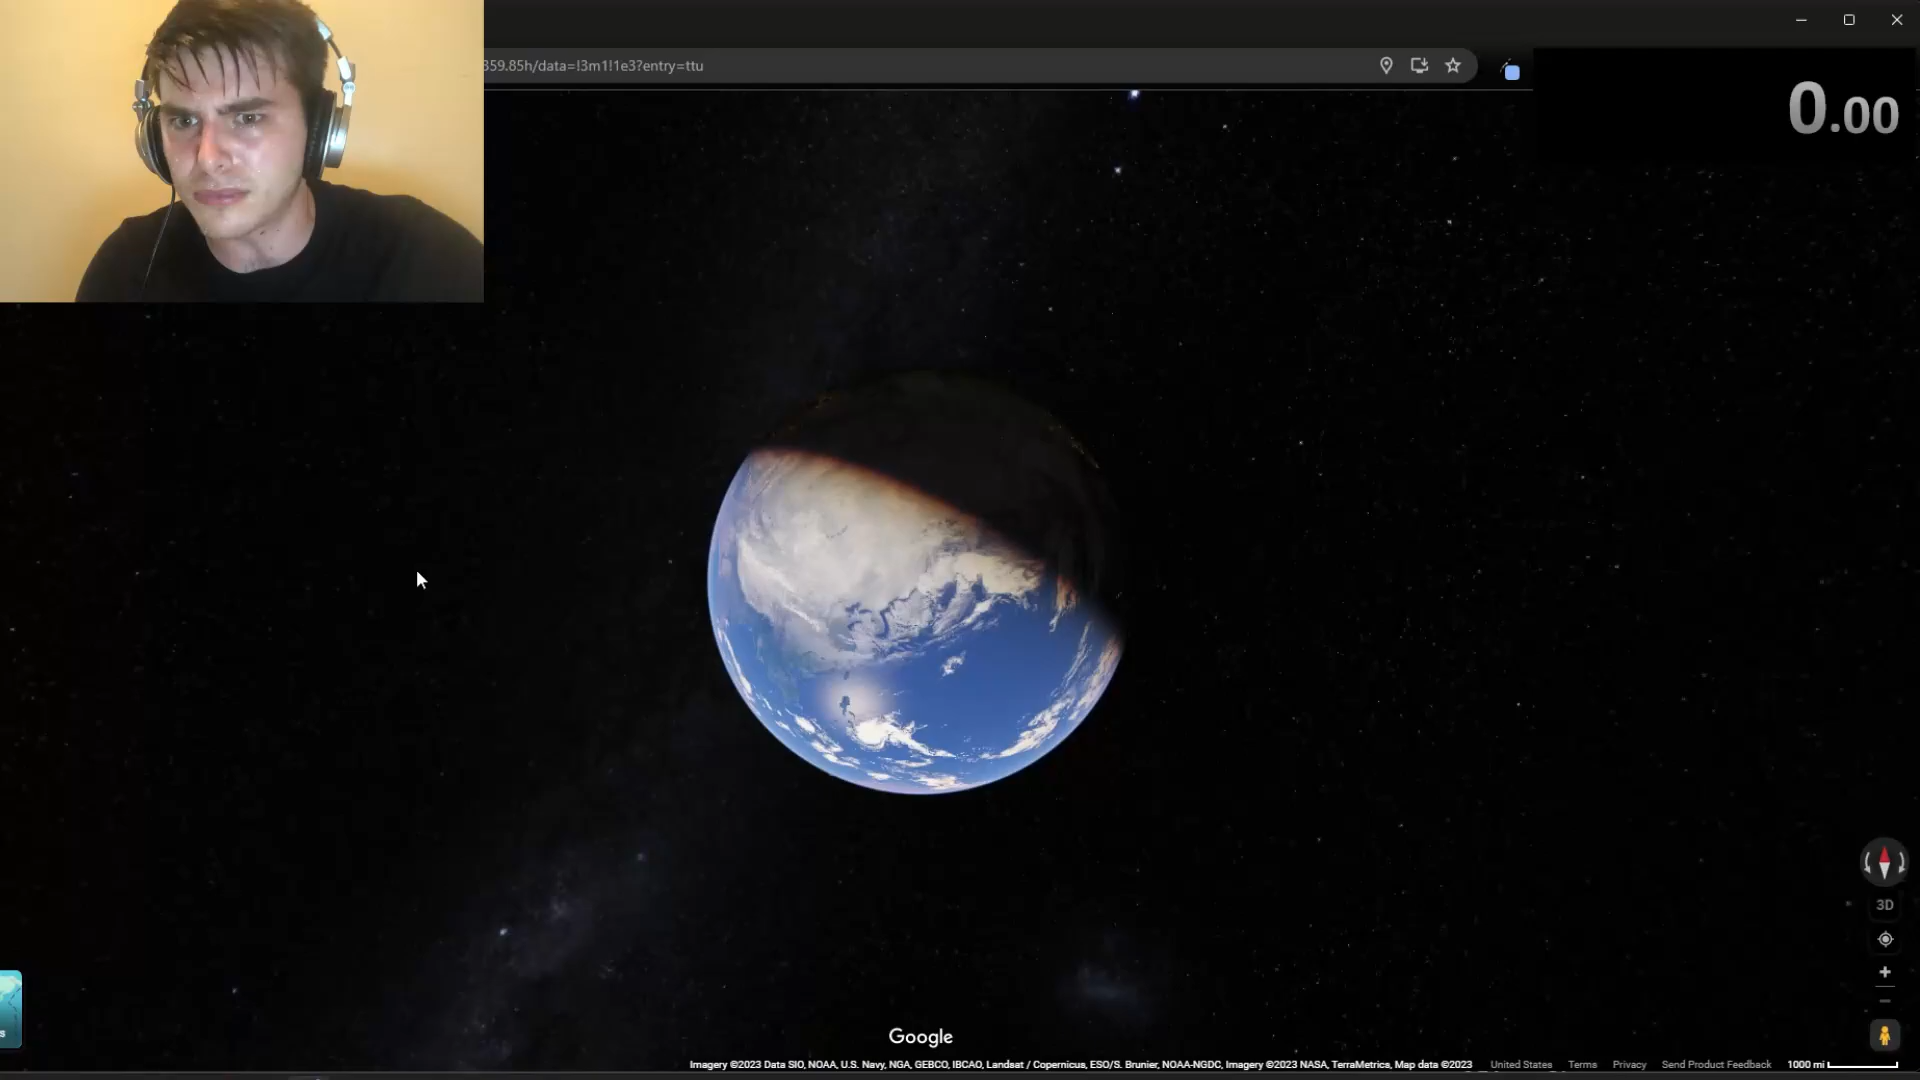 359.85h/data=!3m1!1e3?entry=ttu
0.00
3D
s
Google
Imagery ©2023 Data SIO, NOAA, U.S. Navy, NGA, GEBCO, IBCAO, Landsat / Copernicus, ESO/S. Brunier, NOAA-NGDC, Imagery ©2023 NASA, TerraMetrics, Map data ©2023 United States Terms Privacy Send Product Feedback 1000 mi